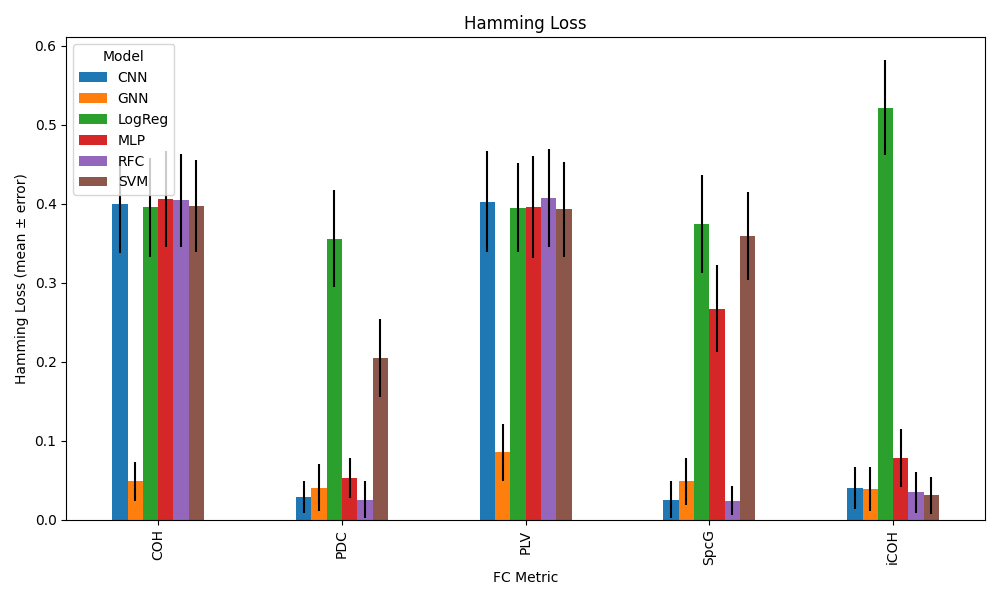 Hamming Loss
Hamming Loss (mean ± error)
0.6
0.5
0.4
0.3
0.2
0.1
0.0
Model
CNN
GNN
LogReg
MLP
RFC
SVM
COH
PDC
PLV
SpcG
iCOH
FC Metric